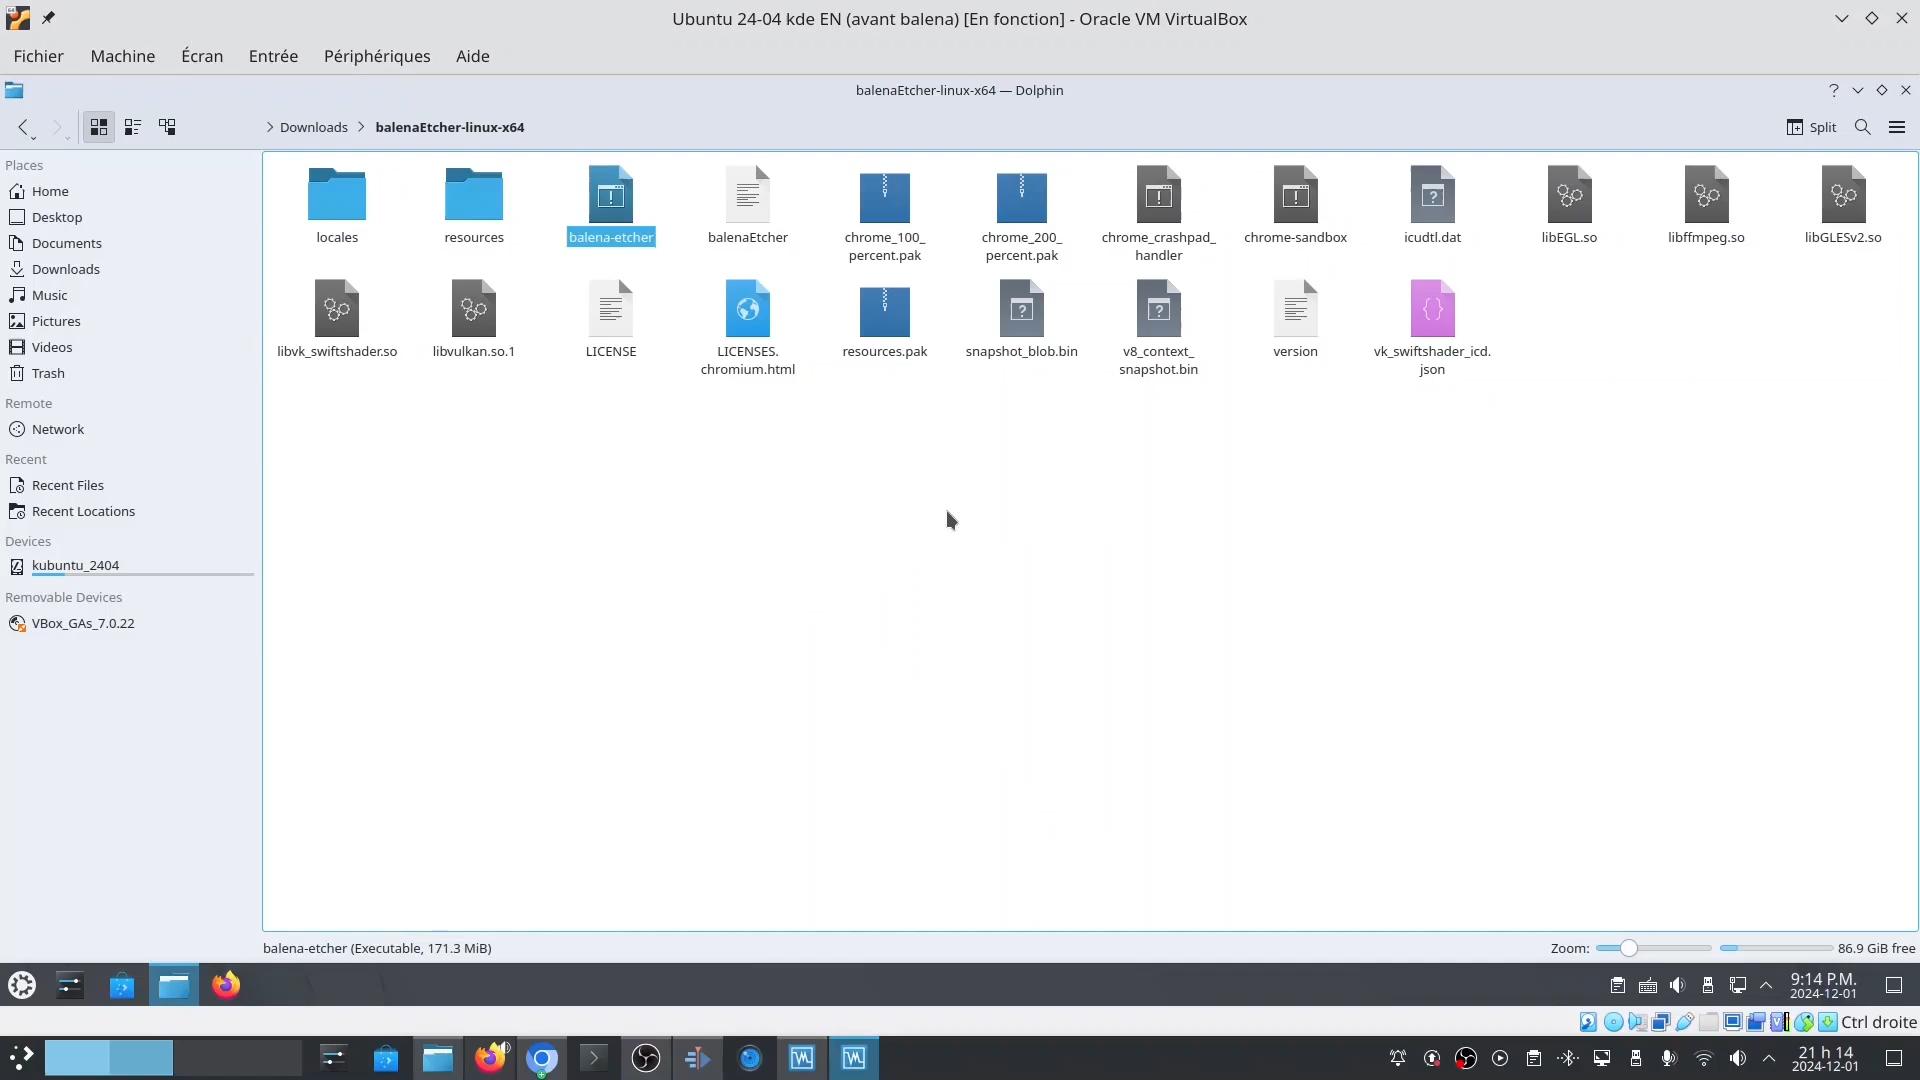 Ubuntu 24-04 kde EN (avant balena) [En fonction] - Oracle VM VirtualBox
Fichier Machine Écran Entrée Périphériques Aide
balenaEtcher-linux-x64 — Dolphin
Downloads balenaEtcher-linux-x64
Split
Places
Home
Desktop
Documents
Downloads
Music
Pictures
Videos
Trash
Remote
Network
Recent
Recent Files
Recent Locations
Devices
kubuntu_2404
Removable Devices
VBox_GAs_7.0.22
locales
resources
balena-etcher
balenaEtcher
chrome_100_
percent.pak
chrome_200_
percent.pak
chrome_crashpad_
handler
chrome-sandbox
icudtl.dat
libEGL.so
libffmpeg.so
libGLESv2.so
libvk_swiftshader.so
libvulkan.so.1
LICENSE
LICENSES.
chromium.html
resources.pak
snapshot_blob.bin
v8_context_
snapshot.bin
version
vk_swiftshader_icd.
json
balena-etcher (Executable, 171.3 MiB)
Zoom:
86.9 GiB free
9:14 P.M.
2024-12-01
Ctrl droite
21 h 14
2024-12-01